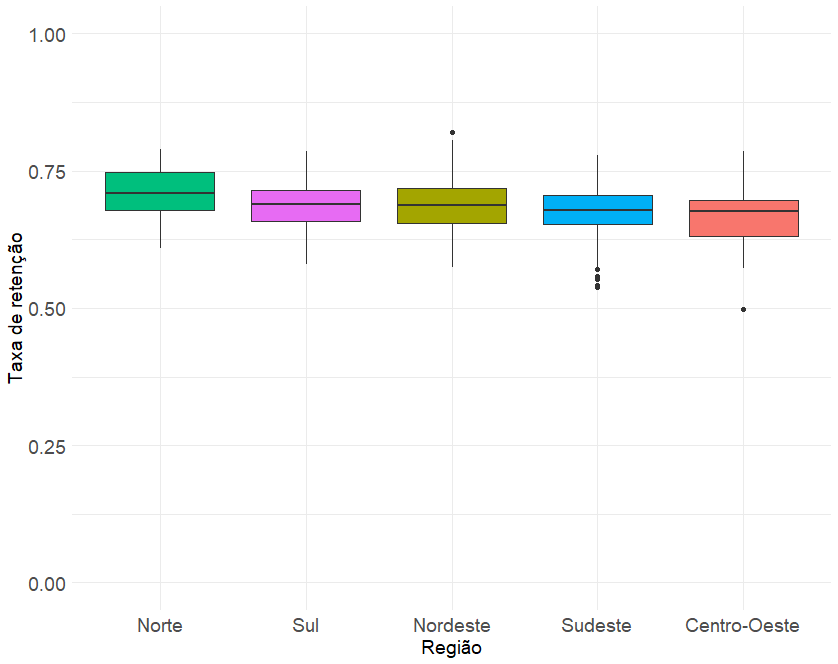 Taxa de retenção
1.00
0.75
0.50
0.25
0.00
Norte
Sul
Nordeste
Sudeste
Centro-Oeste
Região